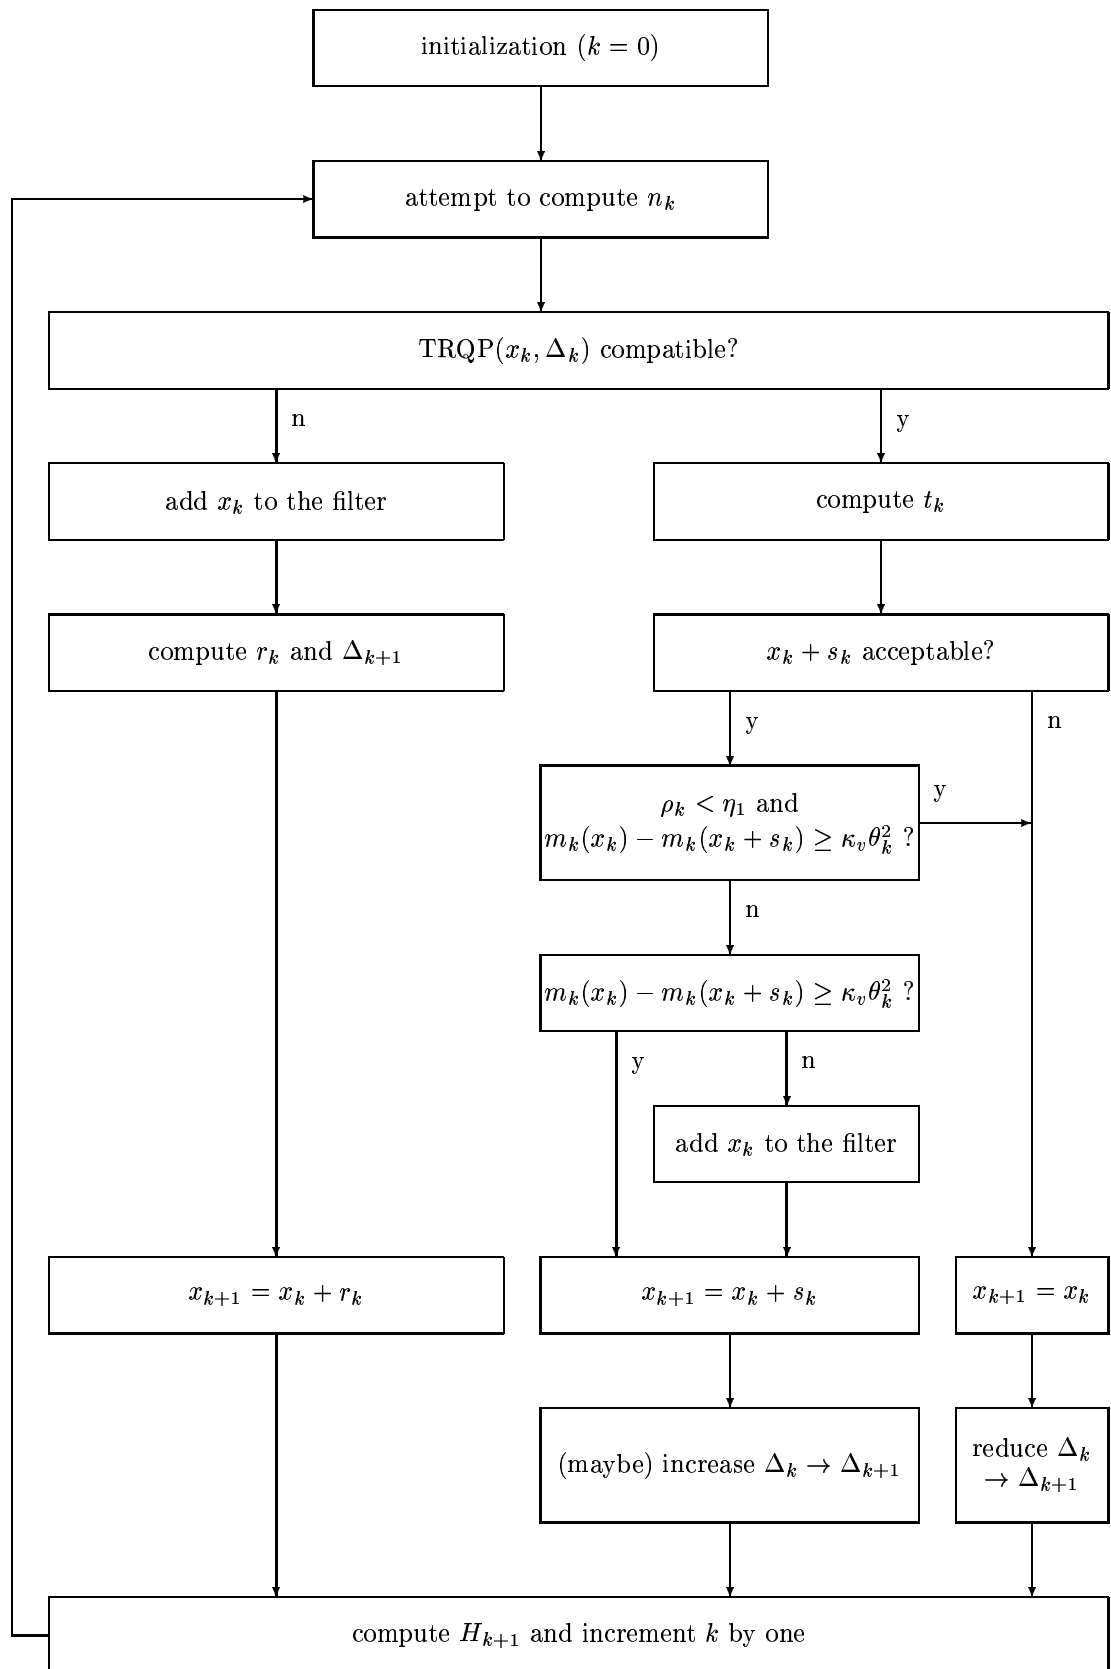 initialization (k = 0)
attempt to compute n_k
TRQP(x_k, Δ_k) compatible?
n
y
add x_k to the filter
compute t_k
compute r_k and Δ_{k+1}
x_k + s_k acceptable?
y
n
ρ_k < η_1 and
m_k(x_k) − m_k(x_k + s_k) ≥ κ_v θ_k^2 ?
y
n
m_k(x_k) − m_k(x_k + s_k) ≥ κ_v θ_k^2 ?
y
n
add x_k to the filter
x_{k+1} = x_k + r_k
x_{k+1} = x_k + s_k
x_{k+1} = x_k
(maybe) increase Δ_k → Δ_{k+1}
reduce Δ_k
→ Δ_{k+1}
compute H_{k+1} and increment k by one